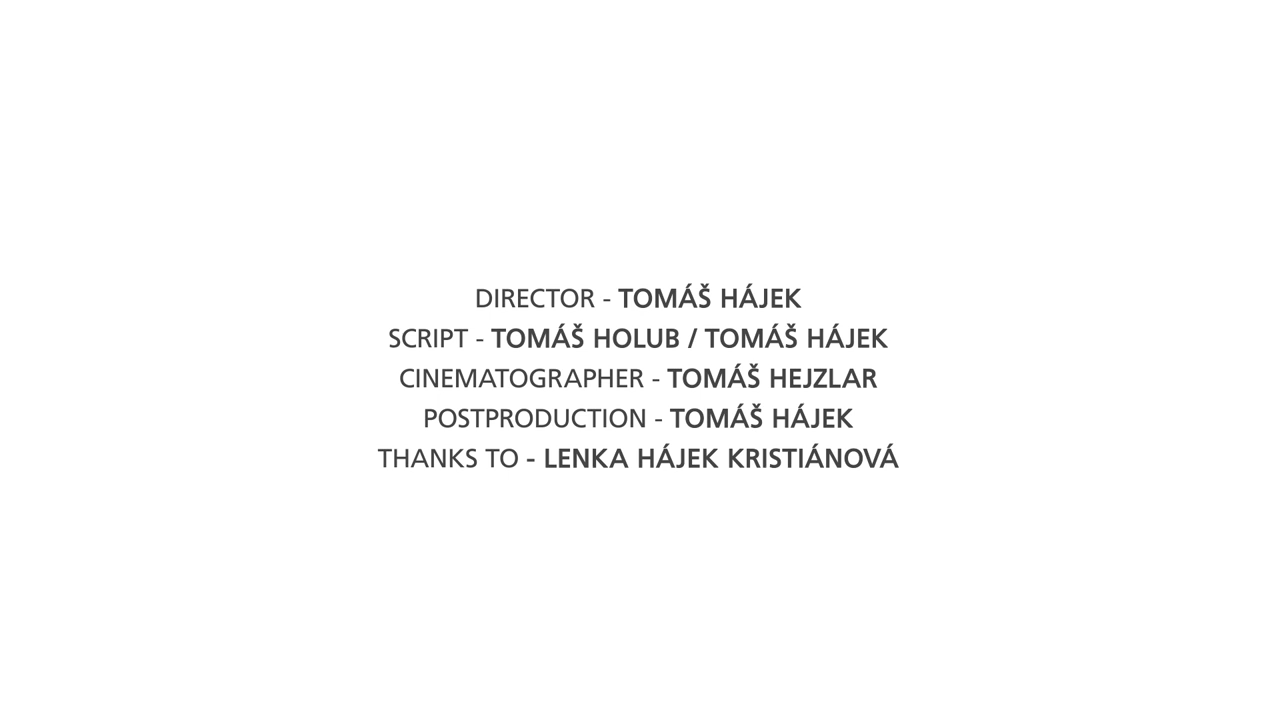 DIRECTOR - TOMÁŠ HÁJEK
SCRIPT - TOMÁŠ HOLUB / TOMÁŠ HÁJEK
CINEMATOGRAPHER - TOMÁŠ HEJZLAR
POSTPRODUCTION - TOMÁŠ HÁJEK
THANKS TO - LENKA HÁJEK KRISTIÁNOVÁ